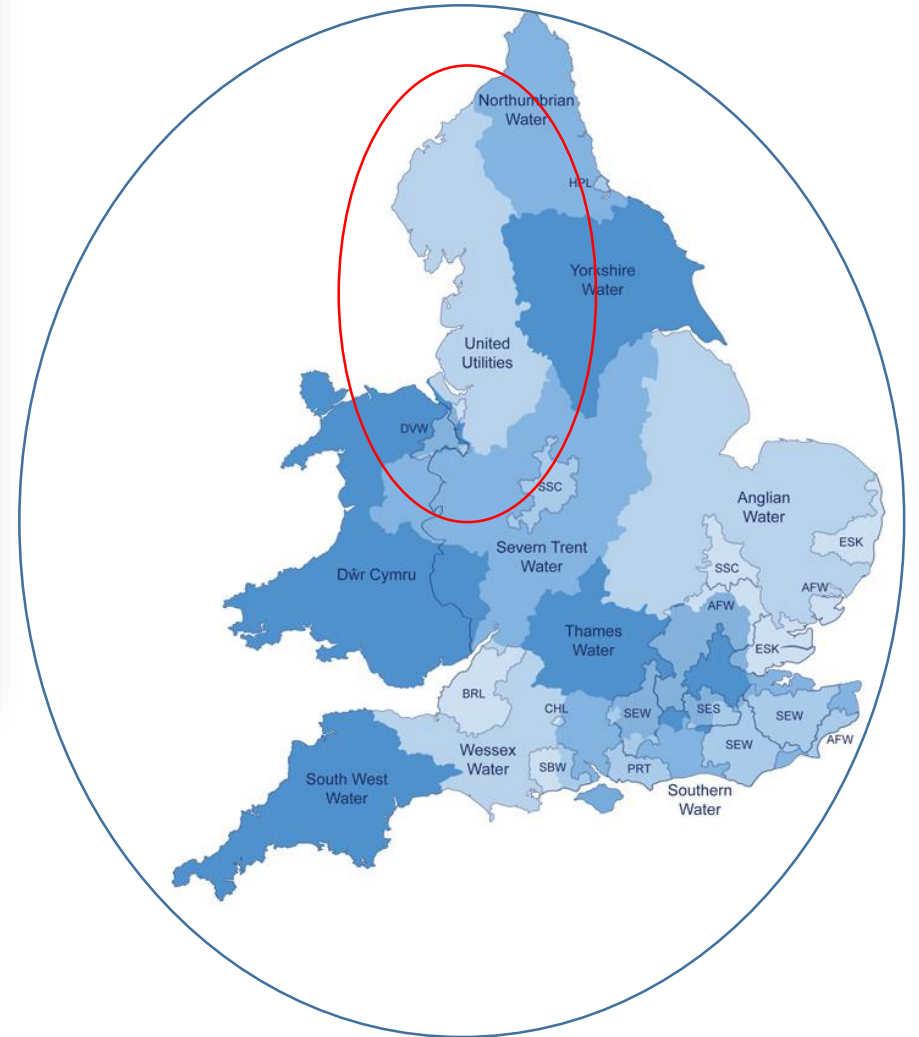 Northumbrian
Water
HPL
Yorkshire
Water
United
Utilities
DVW
SSC
Anglian
Water
ESK
Severn Trent
Water
SSC
Dŵr Cymru
AFW
AFW
Thames
Water
ESK
BRL
CHL
SEW
SES
SEW
SEW
AFW
Wessex
Water
SBW
PRT
South West
Water
Southern
Water